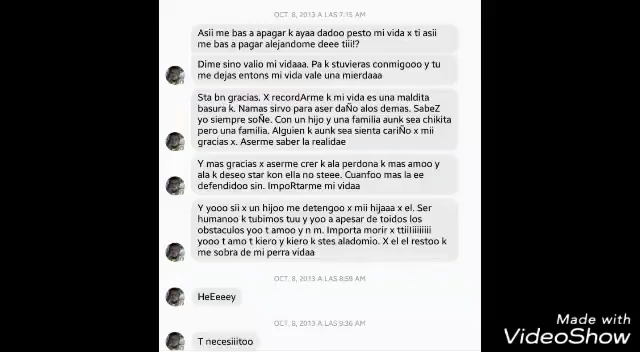 OCT. 8, 2013 A LAS 7:15 AM
Asii me bas a apagar k ayaa dadoo pesto mi vida x ti asii
me bas a pagar alejandome deee tiii!?
Dime sino valio mi vidaaa. Pa k stuvieras conmigooo y tu
me dejas entons mi vida vale una mierdaaa
Sta bn gracias. X recordArme k mi vida es una maldita
basura k. Namas sirvo para aser daÑo alos demas. SabeZ
yo siempre soÑe. Con un hijo y una familia aunk sea chikita
pero una familia. Alguien k aunk sea sienta cariÑo x mii
gracias x. Aserme saber la realidae
Y mas gracias x aserme crer k ala perdona k mas amoo y
ala k deseo star kon ella no steee. Cuanfoo mas la ee
defendidoo sin. ImpoRtarme mi vidaa
Y yooo sii x un hijoo me detengoo x mii hijaaa x el. Ser
humanoo k tubimos tuu y yoo a apesar de toidos los
obstaculos yoo t amoo y n m. Importa morir x ttiiliiiiiiii
yooo t amo t kiero y kiero k stes aladomio. X el el restoo k
me sobra de mi perra vidaa
OCT. 8, 2013 A LAS 8:59 AM
HeEeeey
OCT. 8, 2013 A LAS 9:36 AM
T necesiiitoo
Made with
VideoShow